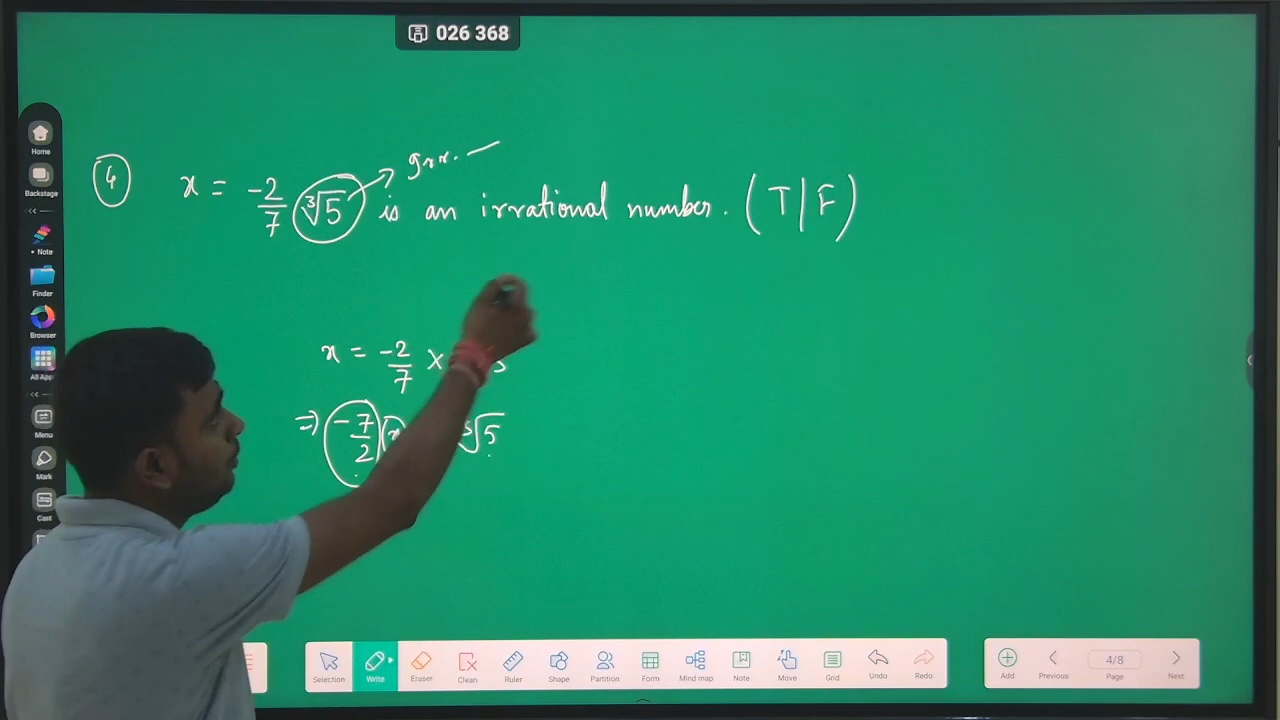 026 368
④ x = -2/7 ∛5 is an irrational number. (T/F)
Irr.
x = -2/7 ×
⇒ -7/2 ∛5
Home
Backstage
Note
Finder
Browser
All App
Menu
Mark
Cast
Selection Write Eraser Clean Ruler Shape Partition Form Mind map Note Move Grid Undo Redo
Add Previous 4/8 Page Next